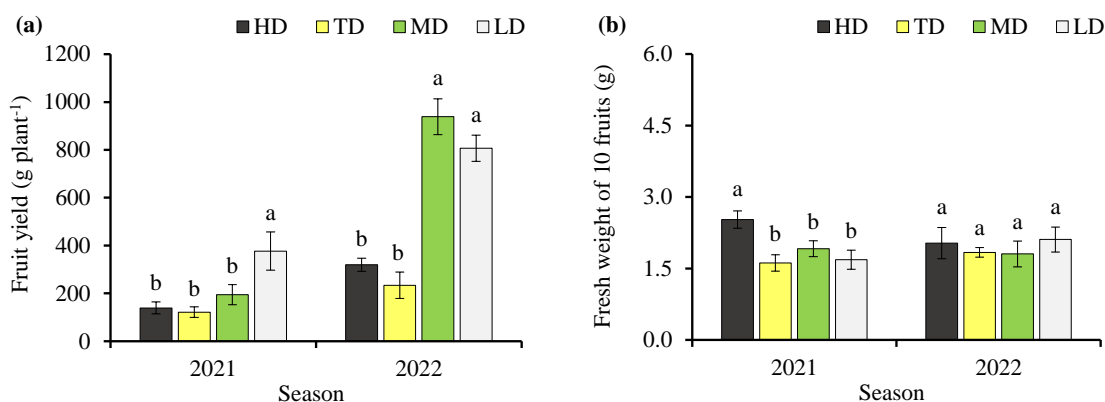 (a)
HD TD MD LD
Fruit yield (g plant⁻¹)
1200
1000
800
600
400
200
0
b
b
b
a
b
b
a
a
2021
2022
Season
(b)
HD TD MD LD
Fresh weight of 10 fruits (g)
6.0
4.5
3.0
1.5
0.0
a
b
b
b
a
a
a
a
2021
2022
Season